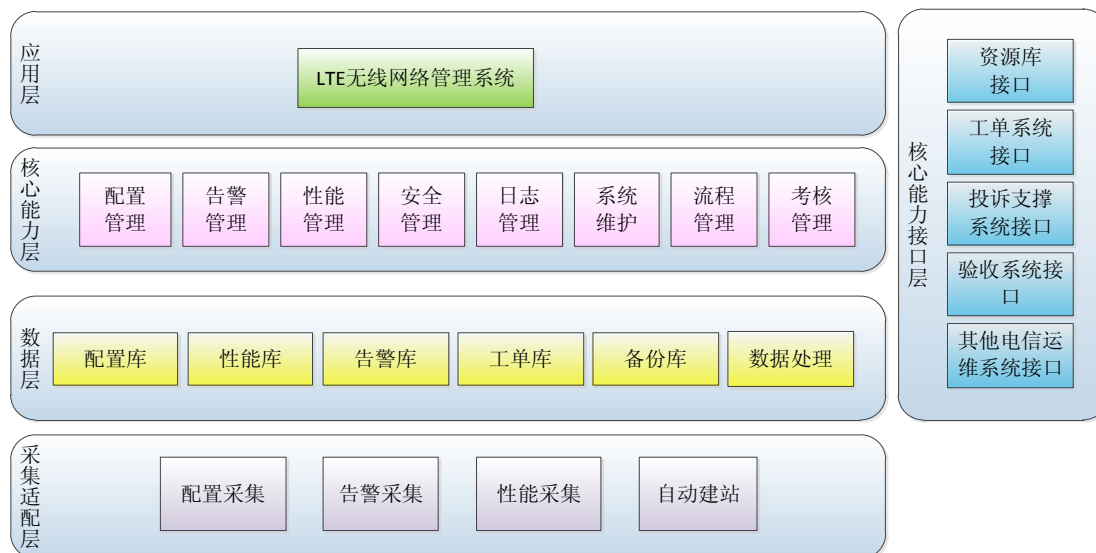 应用层
LTE无线网络管理系统
核心能力层
配置
管理
告警
管理
性能
管理
安全
管理
日志
管理
系统
维护
流程
管理
考核
管理
数据层
配置库
性能库
告警库
工单库
备份库
数据处理
采集适配层
配置采集
告警采集
性能采集
自动建站
核心能力接口层
资源库
接口
工单系统
接口
投诉支撑
系统接口
验收系统接
口
其他电信运
维系统接口